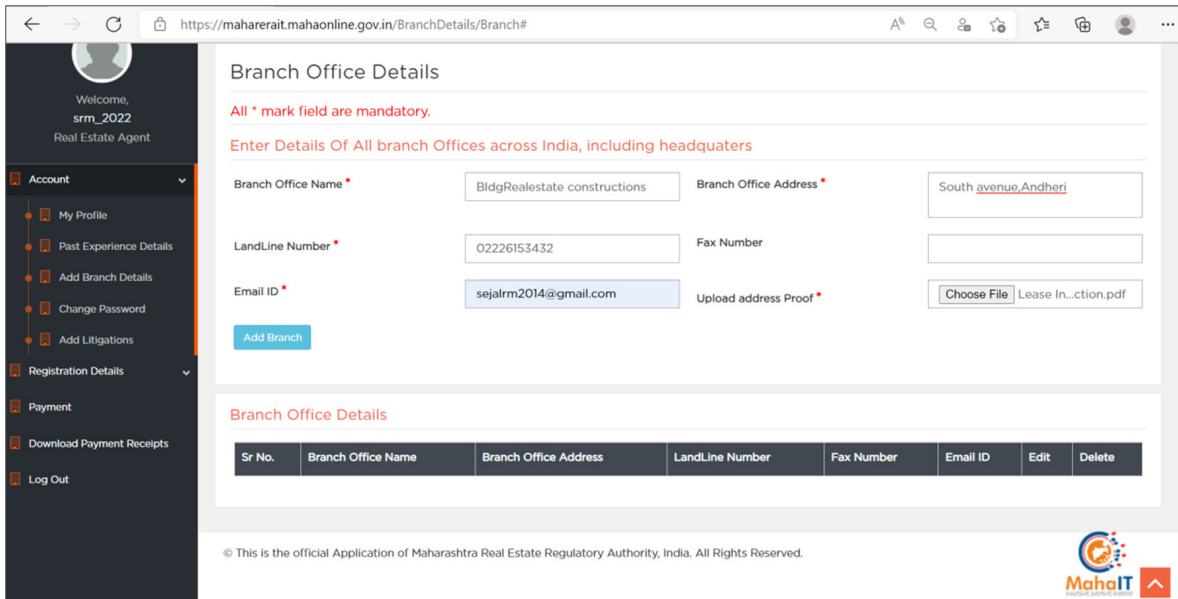 https://maharerait.mahaonline.gov.in/BranchDetails/Branch#
Welcome,
srm_2022
Real Estate Agent
Account
My Profile
Past Experience Details
Add Branch Details
Change Password
Add Litigations
Registration Details
Payment
Download Payment Receipts
Log Out
Branch Office Details
All * mark field are mandatory.
Enter Details Of All branch Offices across India, including headquaters
Branch Office Name * BldgRealestate constructions Branch Office Address * South avenue,Andheri
LandLine Number * 02226153432 Fax Number
Email ID * sejalrm2014@gmail.com Upload address Proof * Choose File Lease In...ction.pdf
Add Branch
Branch Office Details
Sr No. Branch Office Name Branch Office Address LandLine Number Fax Number Email ID Edit Delete
© This is the official Application of Maharashtra Real Estate Regulatory Authority, India. All Rights Reserved.
MahaIT